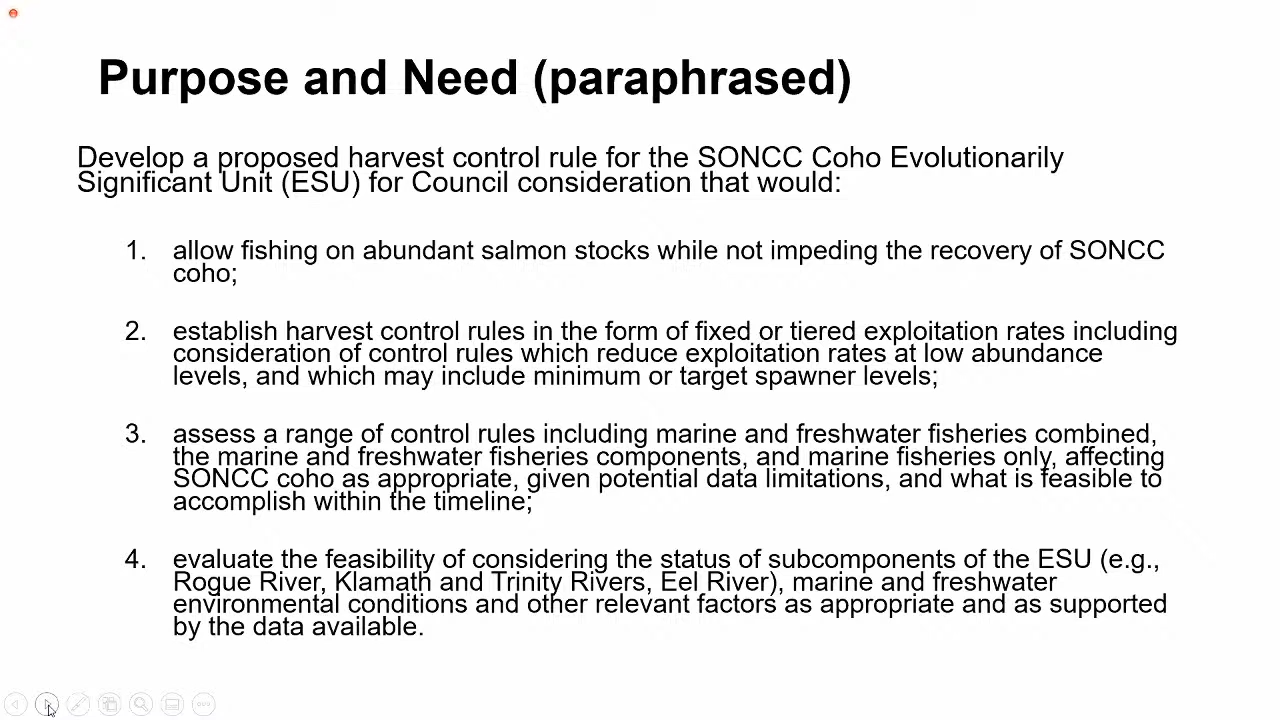 Purpose and Need (paraphrased)
Develop a proposed harvest control rule for the SONCC Coho Evolutionarily
Significant Unit (ESU) for Council consideration that would:
1. allow fishing on abundant salmon stocks while not impeding the recovery of SONCC
coho;
2. establish harvest control rules in the form of fixed or tiered exploitation rates including
consideration of control rules which reduce exploitation rates at low abundance
levels, and which may include minimum or target spawner levels;
3. assess a range of control rules including marine and freshwater fisheries combined,
the marine and freshwater fisheries components, and marine fisheries only, affecting
SONCC coho as appropriate, given potential data limitations, and what is feasible to
accomplish within the timeline;
4. evaluate the feasibility of considering the status of subcomponents of the ESU (e.g.,
Rogue River, Klamath and Trinity Rivers, Eel River), marine and freshwater
environmental conditions and other relevant factors as appropriate and as supported
by the data available.